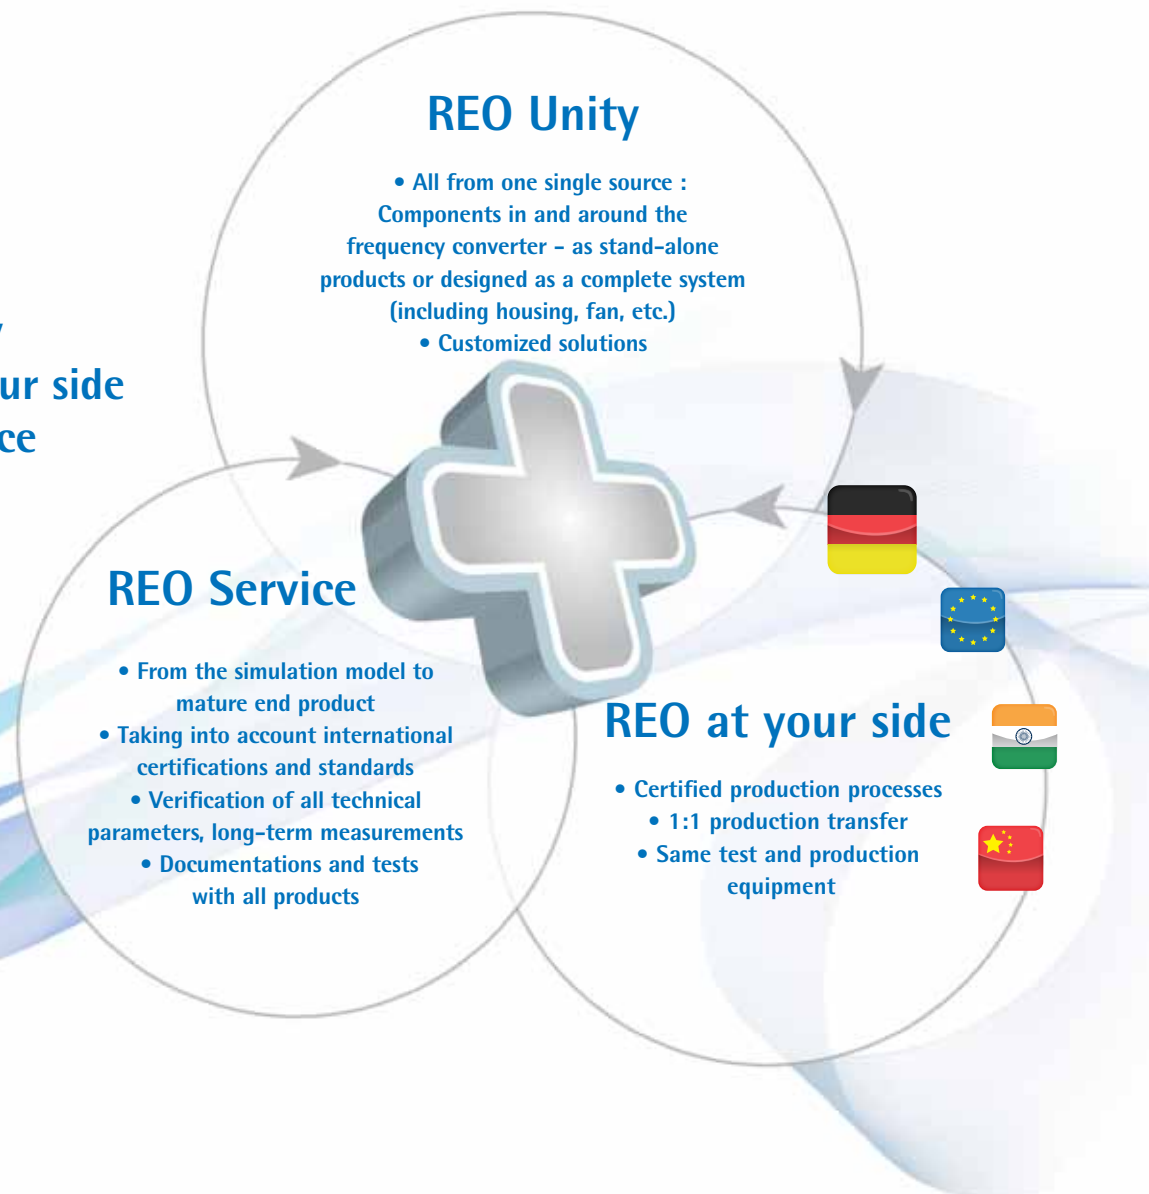 REO Unity
• All from one single source :
Components in and around the
frequency converter - as stand-alone
products or designed as a complete system
(including housing, fan, etc.)
• Customized solutions
ur side
ce
REO Service
• From the simulation model to
mature end product
• Taking into account international
certifications and standards
• Verification of all technical
parameters, long-term measurements
• Documentations and tests
with all products
REO at your side
• Certified production processes
• 1:1 production transfer
• Same test and production
equipment